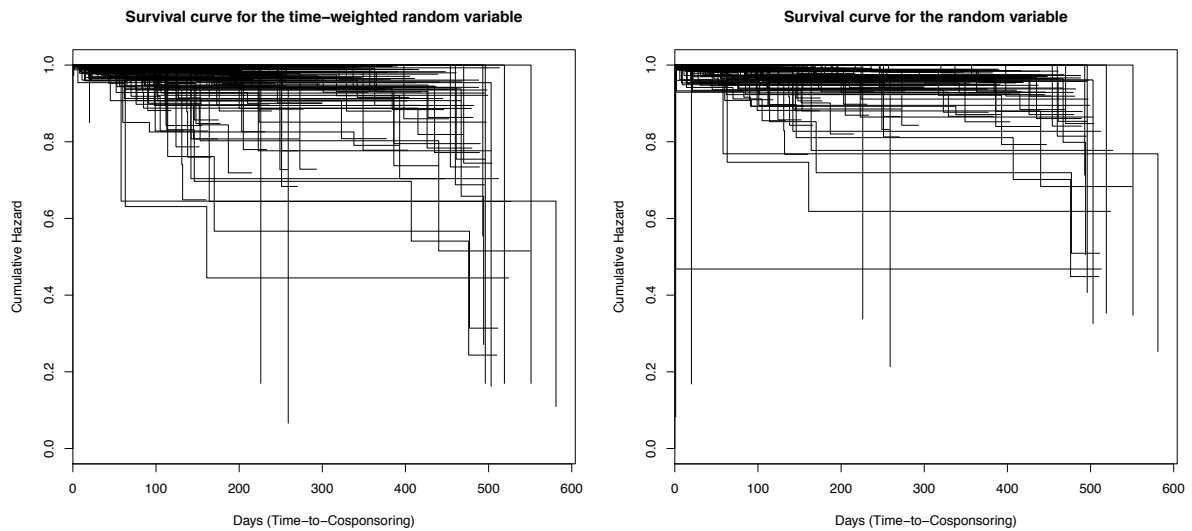 Survival curve for the time−weighted random variable
Cumulative Hazard
1.0
0.8
0.6
0.4
0.2
0.0
0 100 200 300 400 500 600
Days (Time−to−Cosponsoring)
Survival curve for the random variable
Cumulative Hazard
1.0
0.8
0.6
0.4
0.2
0.0
0 100 200 300 400 500 600
Days (Time−to−Cosponsoring)